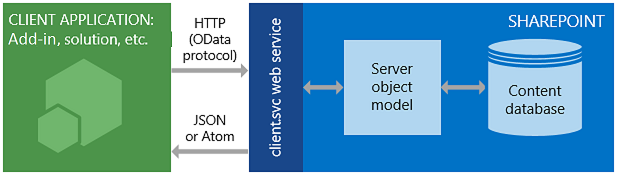 CLIENT APPLICATION:
Add-in, solution, etc.
HTTP
(OData
protocol)
JSON
or Atom
client.svc web service
SHAREPOINT
Server
object
model
Content
database